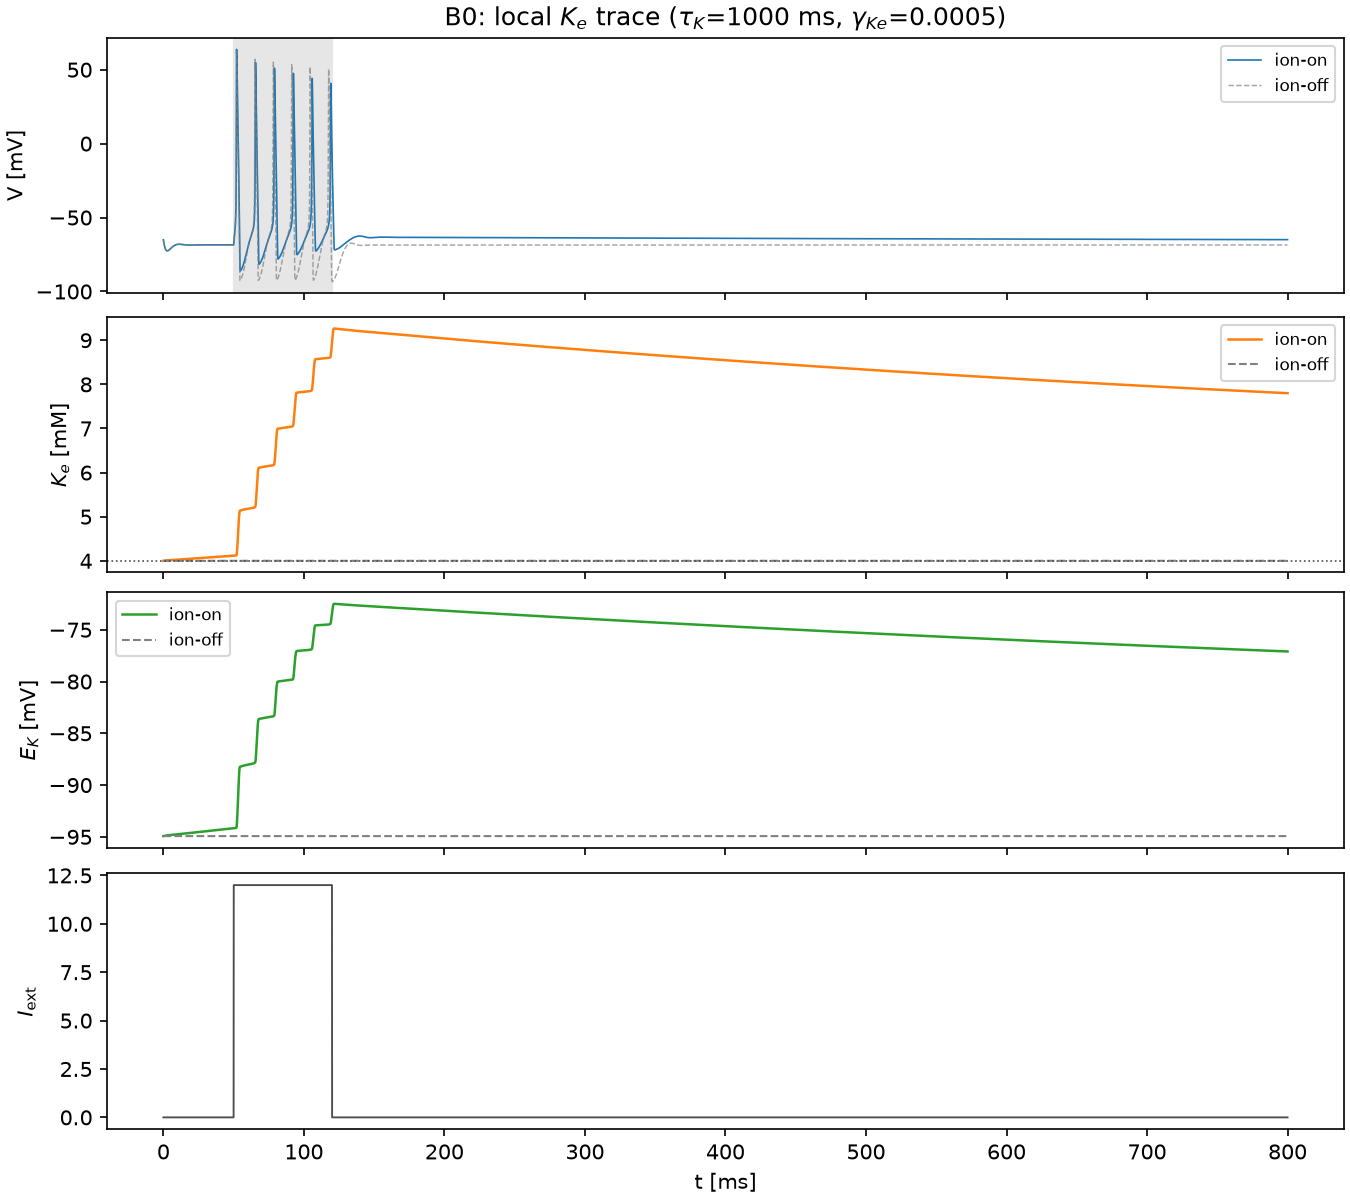 B0: local Kₑ trace (τ_K=1000 ms, γ_Ke=0.0005)
V [mV]
50
0
−50
−100
ion-on
ion-off
Kₑ [mM]
9
8
7
6
5
4
ion-on
ion-off
E_K [mV]
−75
−80
−85
−90
−95
ion-on
ion-off
I_ext
12.5
10.0
7.5
5.0
2.5
0.0
0 100 200 300 400 500 600 700 800
t [ms]